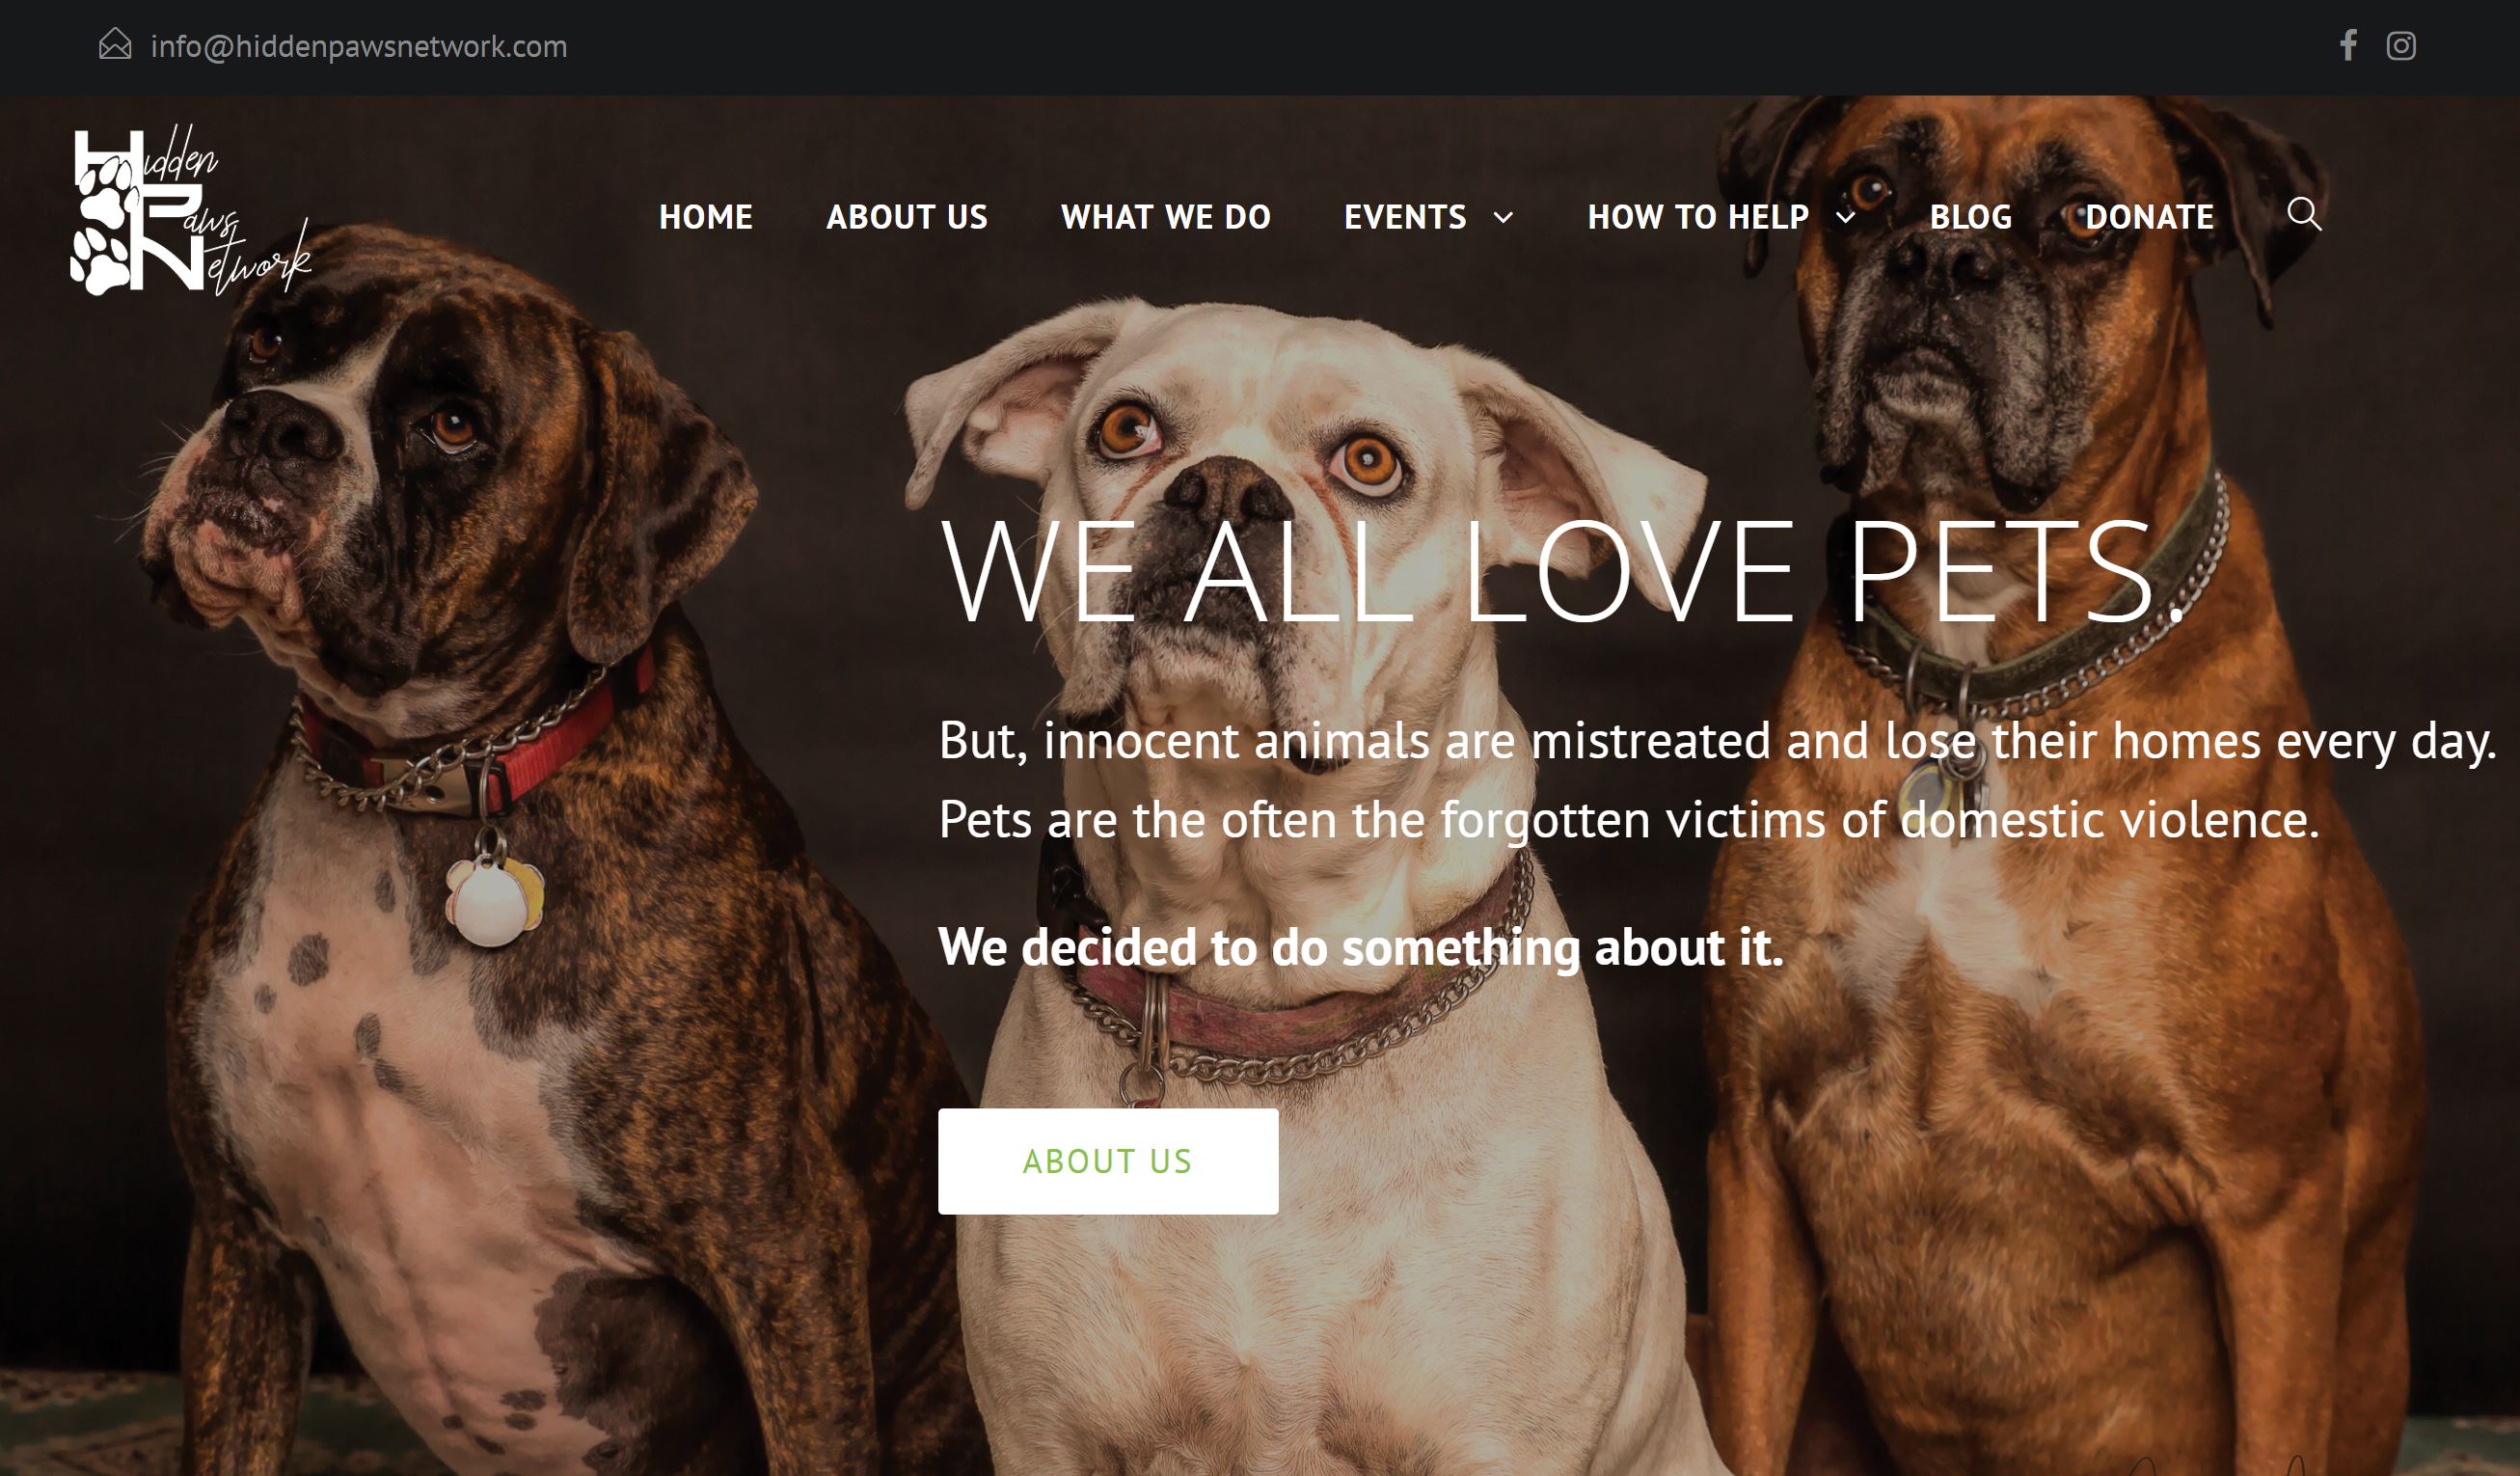 info@hiddenpawsnetwork.com
Hidden
Paws
Network
HOME ABOUT US WHAT WE DO EVENTS HOW TO HELP BLOG DONATE
WE ALL LOVE PETS.
But, innocent animals are mistreated and lose their homes every day.
Pets are the often the forgotten victims of domestic violence.
We decided to do something about it.
ABOUT US